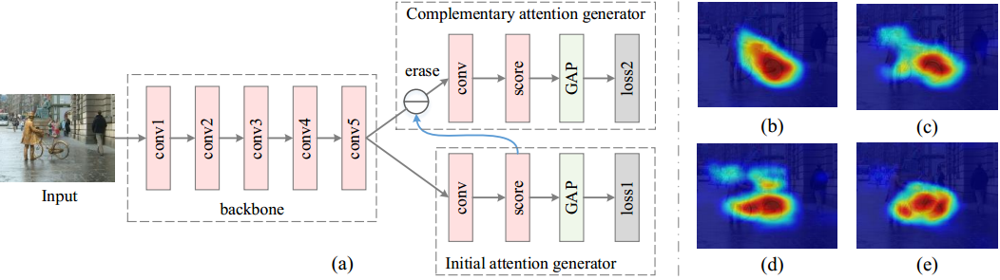 Complementary attention generator
erase
conv
score
GAP
loss2
(b)
(c)
conv1
conv2
conv3
conv4
conv5
Input
backbone
conv
score
GAP
loss1
(a)
Initial attention generator
(d)
(e)